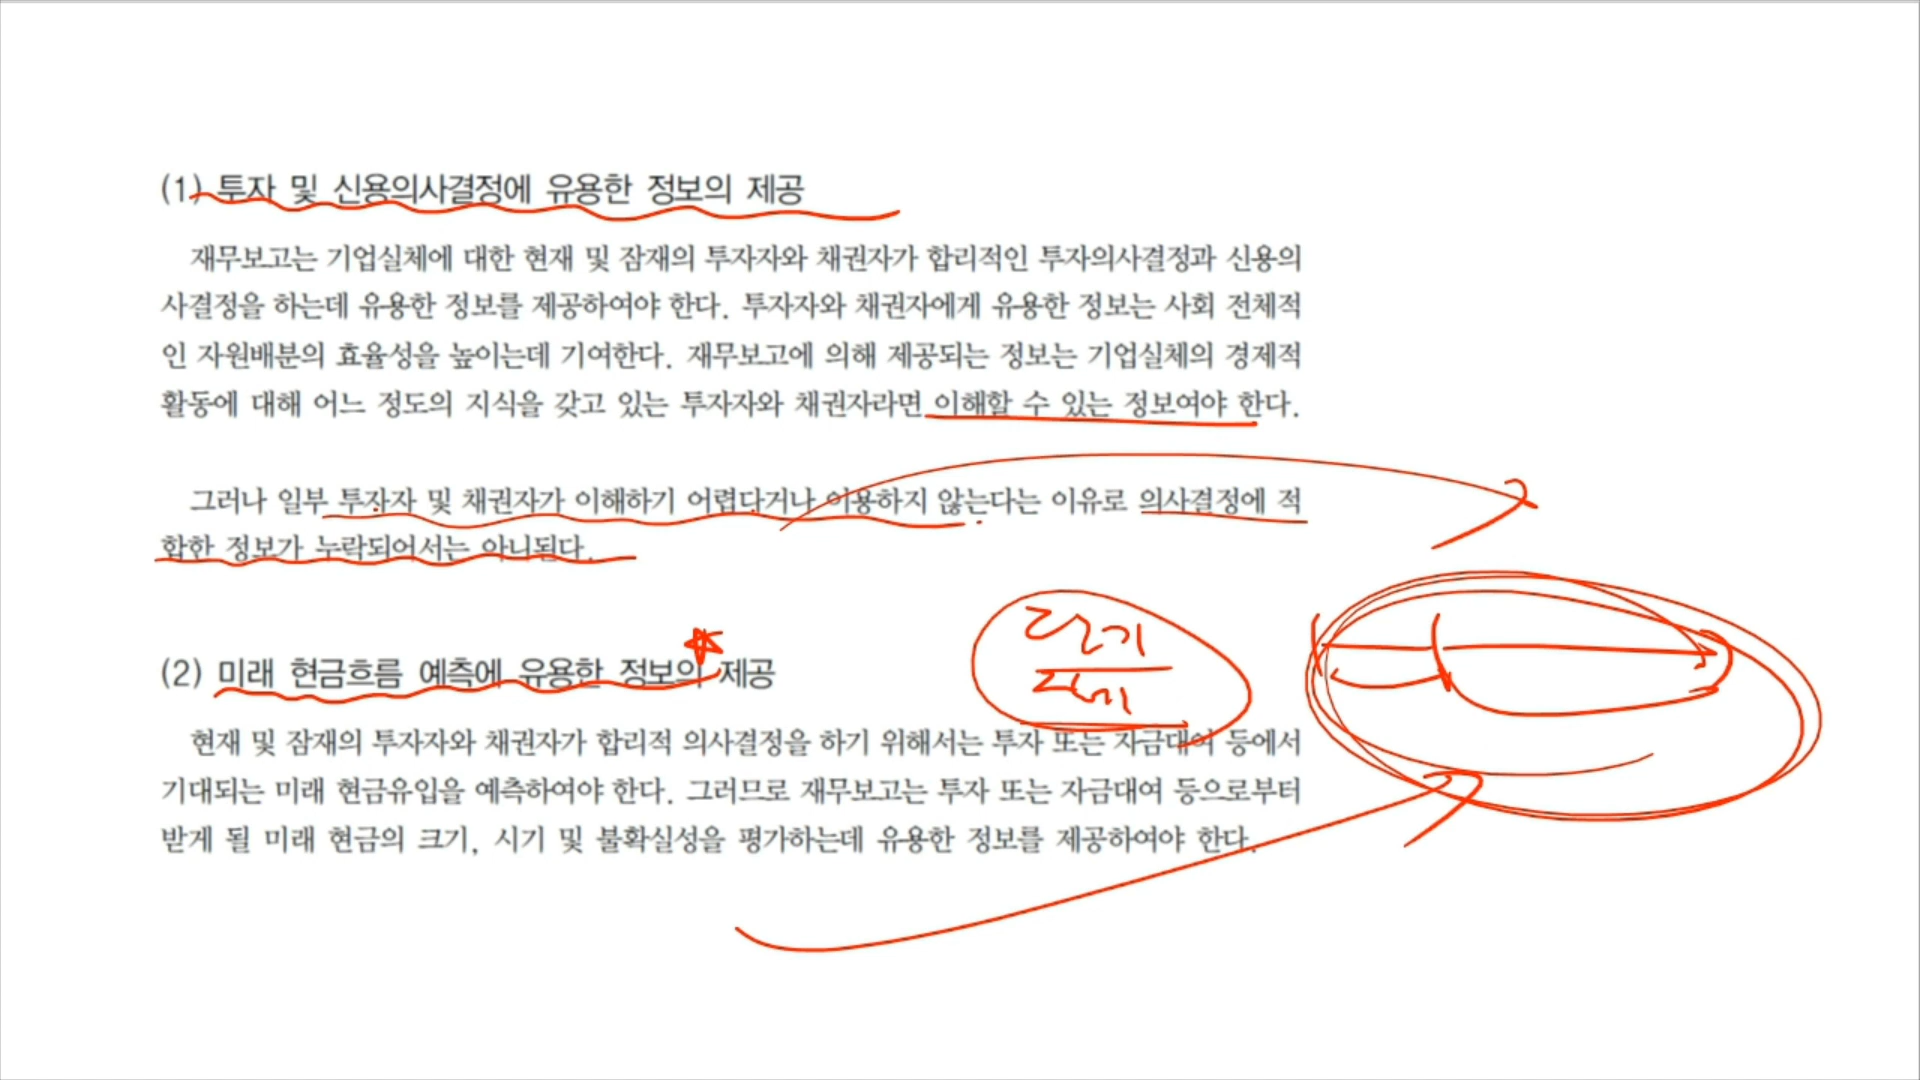 (1) 투자 및 신용의사결정에 유용한 정보의 제공
재무보고는 기업실체에 대한 현재 및 잠재의 투자자와 채권자가 합리적인 투자의사결정과 신용의
사결정을 하는데 유용한 정보를 제공하여야 한다. 투자자와 채권자에게 유용한 정보는 사회 전체적
인 자원배분의 효율성을 높이는데 기여한다. 재무보고에 의해 제공되는 정보는 기업실체의 경제적
활동에 대해 어느 정도의 지식을 갖고 있는 투자자와 채권자라면 이해할 수 있는 정보여야 한다.
그러나 일부 투자자 및 채권자가 이해하기 어렵다거나 이용하지 않는다는 이유로 의사결정에 적
합한 정보가 누락되어서는 아니된다.
단기
(2) 미래 현금흐름 예측에 유용한 정보의 제공
현재 및 잠재의 투자자와 채권자가 합리적 의사결정을 하기 위해서는 투자 또는 자금대여 등에서
기대되는 미래 현금유입을 예측하여야 한다. 그러므로 재무보고는 투자 또는 자금대여 등으로부터
받게 될 미래 현금의 크기, 시기 및 불확실성을 평가하는데 유용한 정보를 제공하여야 한다.